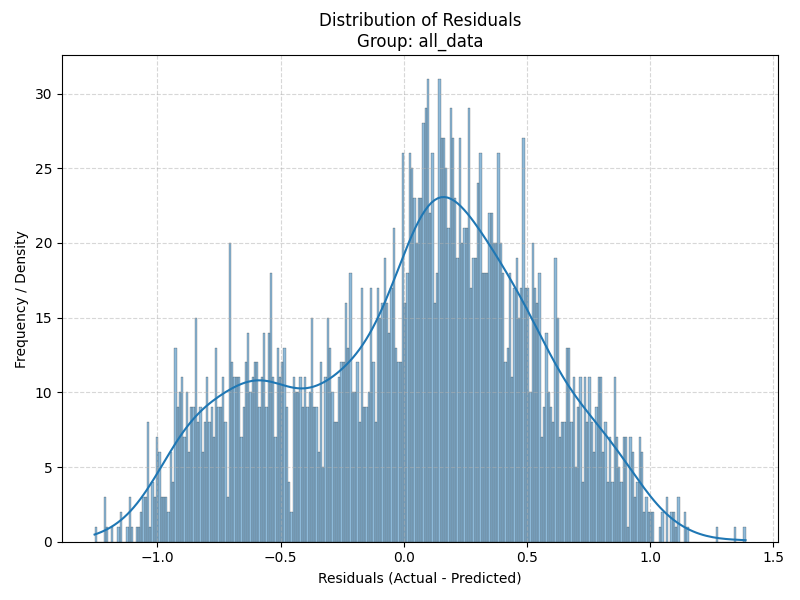 Distribution of Residuals
Group: all_data
Frequency / Density
30
25
20
15
10
5
0
−1.0 −0.5 0.0 0.5 1.0 1.5
Residuals (Actual - Predicted)